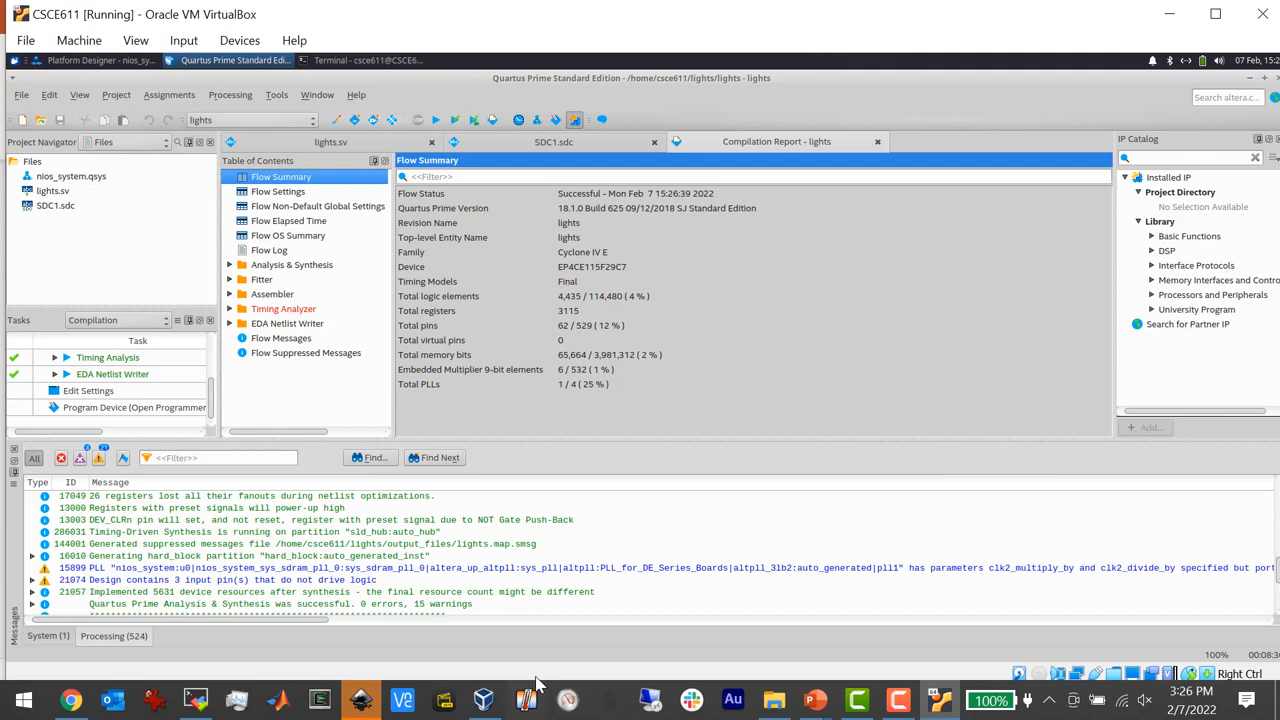 CSCE611 [Running] - Oracle VM VirtualBox
File Machine View Input Devices Help
Platform Designer - nios_sy... Quartus Prime Standard Edi... Terminal - csce611@CSCE6... 07 Feb, 15:2
Quartus Prime Standard Edition - /home/csce611/lights/lights - lights
File Edit View Project Assignments Processing Tools Window Help Search altera.c...
lights
Project Navigator Files lights.sv SDC1.sdc Compilation Report - lights IP Catalog
Files
nios_system.qsys
lights.sv
SDC1.sdc
Table of Contents
Flow Summary
Flow Settings
Flow Non-Default Global Settings
Flow Elapsed Time
Flow OS Summary
Flow Log
Analysis & Synthesis
Fitter
Assembler
Timing Analyzer
EDA Netlist Writer
Flow Messages
Flow Suppressed Messages
Flow Summary
<<Filter>>
Flow Status Successful - Mon Feb 7 15:26:39 2022
Quartus Prime Version 18.1.0 Build 625 09/12/2018 SJ Standard Edition
Revision Name lights
Top-level Entity Name lights
Family Cyclone IV E
Device EP4CE115F29C7
Timing Models Final
Total logic elements 4,435 / 114,480 ( 4 % )
Total registers 3115
Total pins 62 / 529 ( 12 % )
Total virtual pins 0
Total memory bits 65,664 / 3,981,312 ( 2 % )
Embedded Multiplier 9-bit elements 6 / 532 ( 1 % )
Total PLLs 1 / 4 ( 25 % )
Installed IP
Project Directory
No Selection Available
Library
Basic Functions
DSP
Interface Protocols
Memory Interfaces and Contr
Processors and Peripherals
University Program
Search for Partner IP
Add...
Tasks Compilation
Task
Timing Analysis
EDA Netlist Writer
Edit Settings
Program Device (Open Programmer
All <<Filter>> Find... Find Next
Type ID Message
17049 26 registers lost all their fanouts during netlist optimizations.
13000 Registers with preset signals will power-up high
13003 DEV_CLRn pin will set, and not reset, register with preset signal due to NOT Gate Push-Back
286031 Timing-Driven Synthesis is running on partition "sld_hub:auto_hub"
144001 Generated suppressed messages file /home/csce611/lights/output_files/lights.map.smsg
16010 Generating hard_block partition "hard_block:auto_generated_inst"
15899 PLL "nios_system:u0|nios_system_sys_sdram_pll_0:sys_sdram_pll_0|altera_up_altpll:sys_pll|altpll:PLL_for_DE_Series_Boards|altpll_3lb2:auto_generated|pll1" has parameters clk2_multiply_by and clk2_divide_by specified but port
21074 Design contains 3 input pin(s) that do not drive logic
21057 Implemented 5631 device resources after synthesis - the final resource count might be different
Quartus Prime Analysis & Synthesis was successful. 0 errors, 15 warnings
Messages
System (1) Processing (524)
100% 00:08:3
Right Ctrl
100% 3:26 PM
2/7/2022